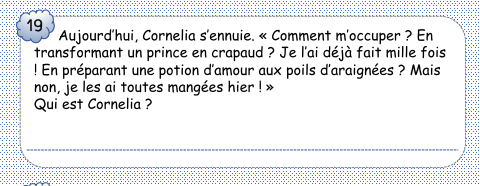 19
Aujourd'hui, Cornelia s'ennuie. « Comment m'occuper ? En
transformant un prince en crapaud ? Je l'ai déjà fait mille fois
! En préparant une potion d'amour aux poils d'araignées ? Mais
non, je les ai toutes mangées hier ! »
Qui est Cornelia ?